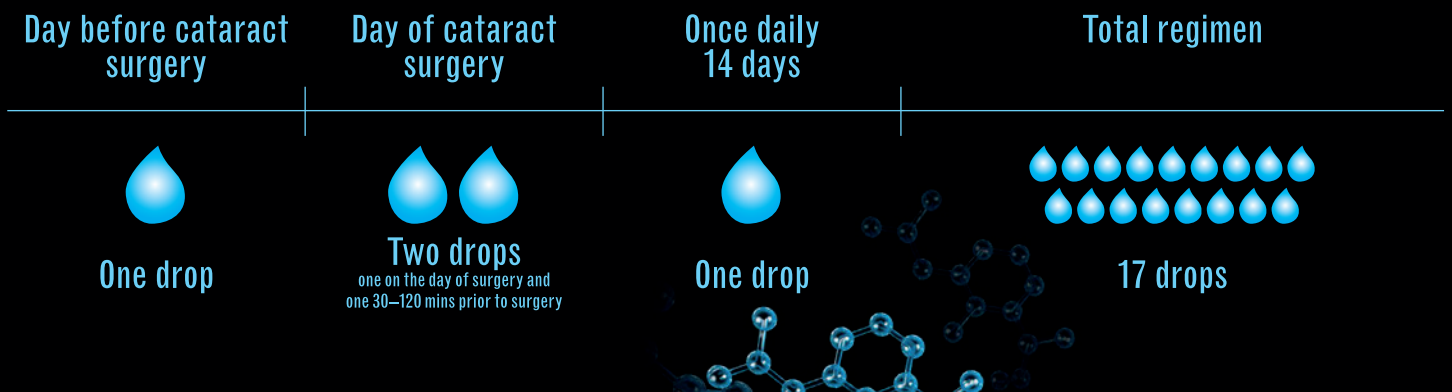 Day before cataract
surgery
Day of cataract
surgery
Once daily
14 days
Total regimen
One drop
Two drops
one on the day of surgery and
one 30–120 mins prior to surgery
One drop
17 drops